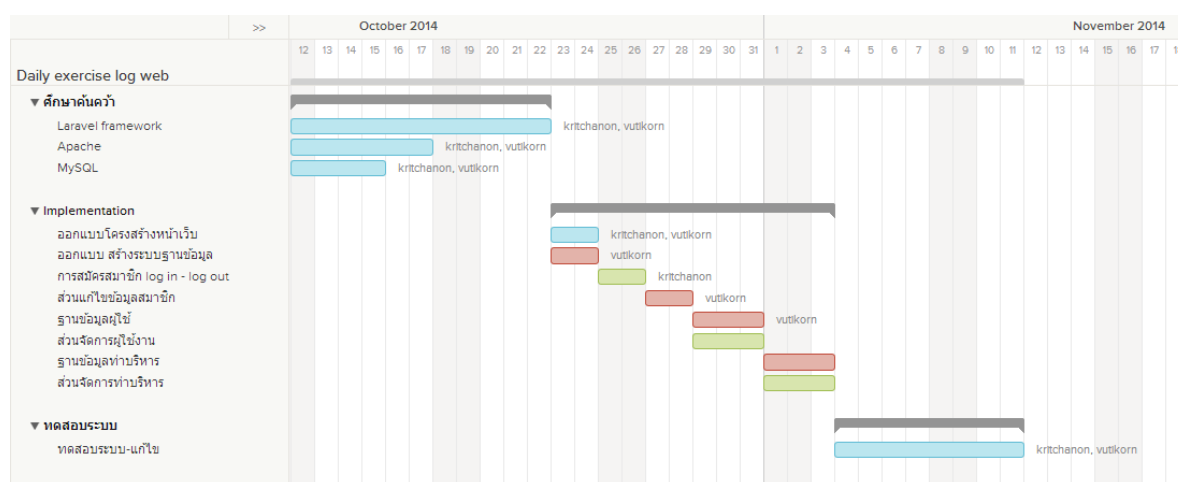 >> October 2014 November 2014
12 13 14 15 16 17 18 19 20 21 22 23 24 25 26 27 28 29 30 31 1 2 3 4 5 6 7 8 9 10 11 12 13 14 15 16 17
Daily exercise log web
▼ ศึกษาค้นคว้า
Laravel framework kritchanon, vutikorn
Apache kritchanon, vutikorn
MySQL kritchanon, vutikorn
▼ Implementation
ออกแบบโครงสร้างหน้าเว็บ kritchanon, vutikorn
ออกแบบ สร้างระบบฐานข้อมูล vutikorn
การสมัครสมาชิก log in - log out kritchanon
ส่วนแก้ไขข้อมูลสมาชิก vutikorn
ฐานข้อมูลผู้ใช้ vutikorn
ส่วนจัดการผู้ใช้งาน
ฐานข้อมูลท่าบริหาร
ส่วนจัดการท่าบริหาร
▼ ทดสอบระบบ
ทดสอบระบบ-แก้ไข kritchanon, vutikorn